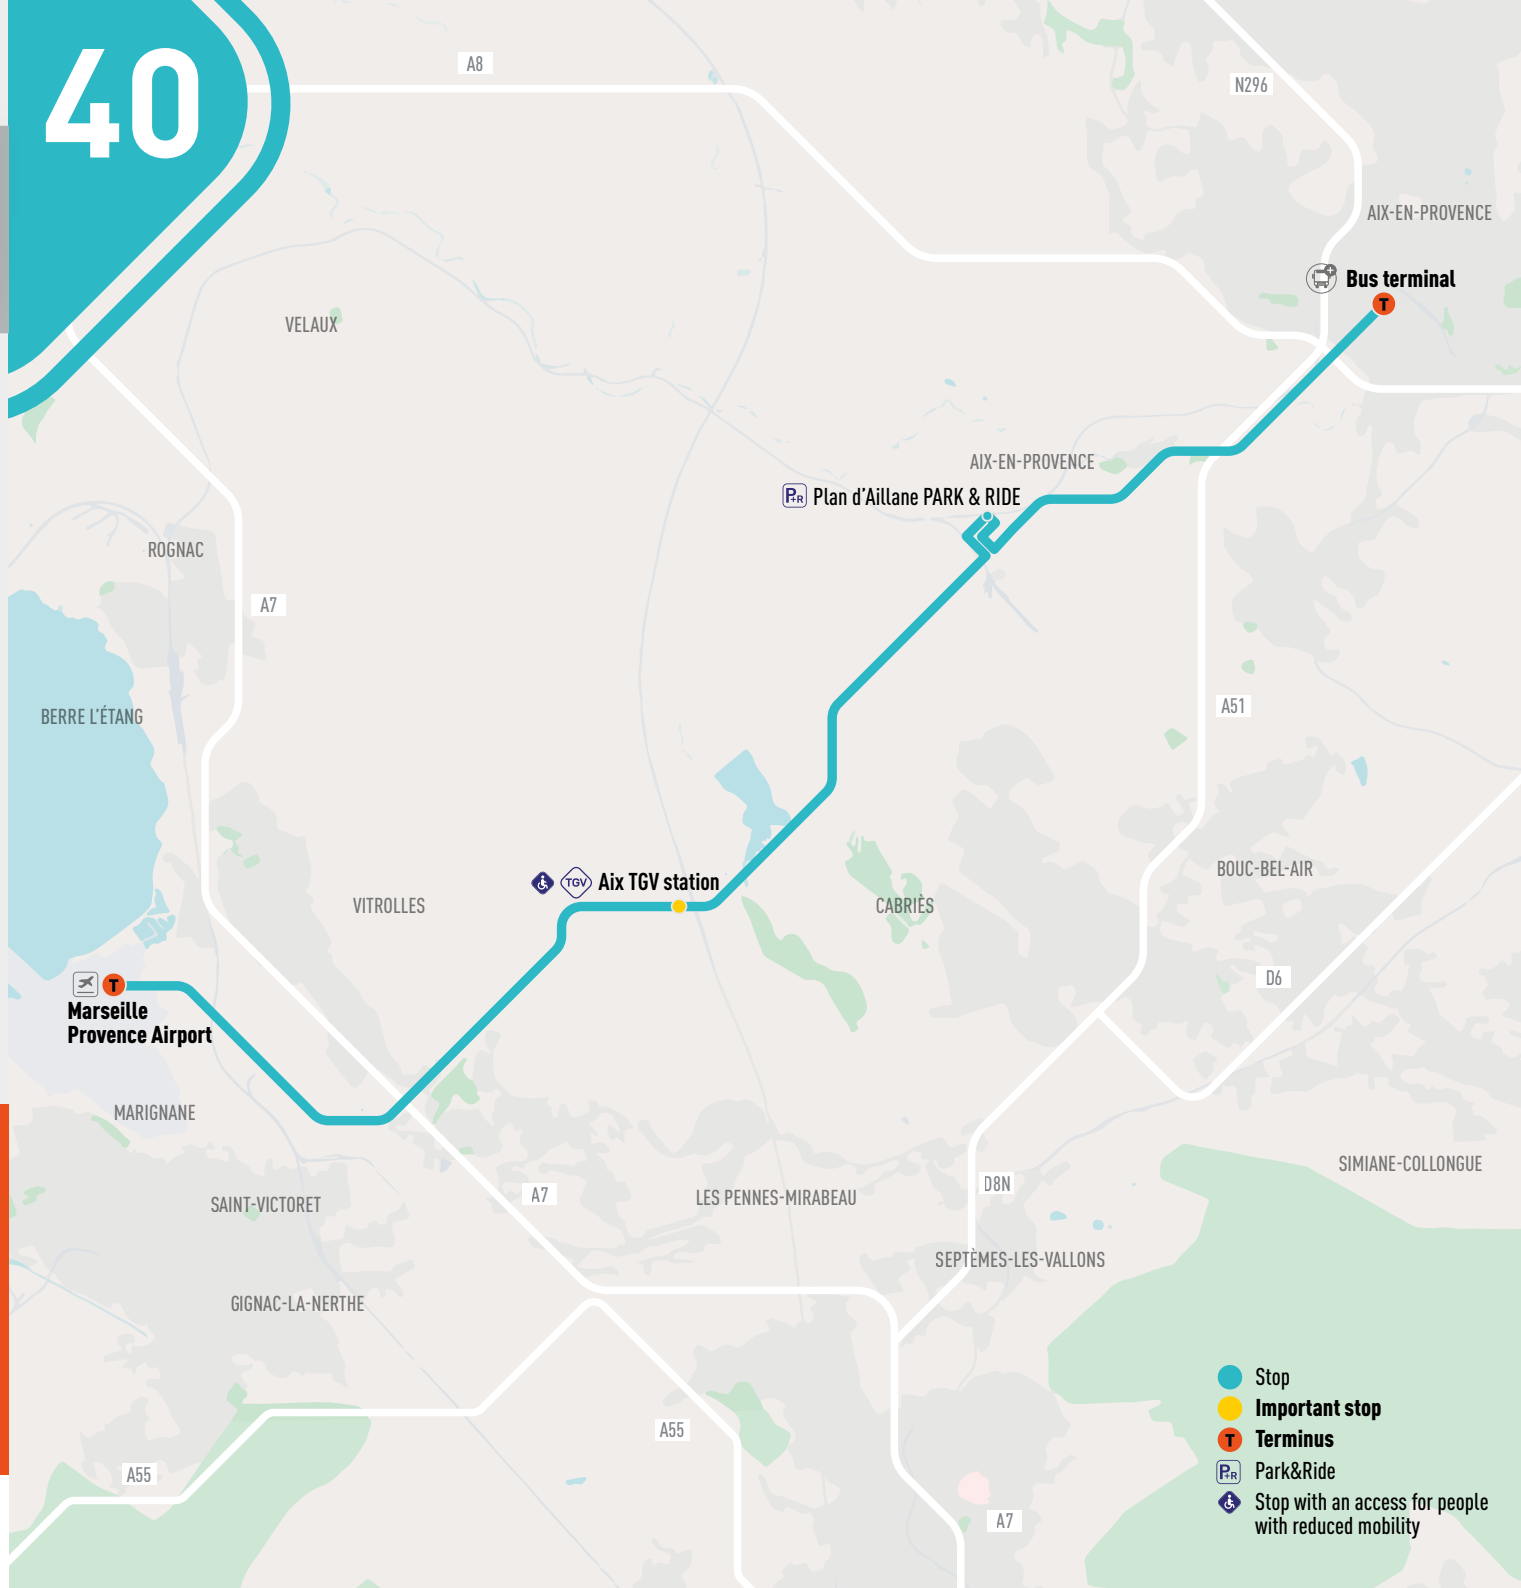 40
A8
N296
AIX-EN-PROVENCE
Bus terminal
T
VELAUX
AIX-EN-PROVENCE
P+R Plan d'Aillane PARK & RIDE
ROGNAC
A7
BERRE L'ÉTANG
A51
BOUC-BEL-AIR
TGV Aix TGV station
VITROLLES
CABRIÈS
D6
T
Marseille
Provence Airport
MARIGNANE
SIMIANE-COLLONGUE
D8N
A7
LES PENNES-MIRABEAU
SAINT-VICTORET
SEPTÈMES-LES-VALLONS
GIGNAC-LA-NERTHE
A55
A55
A7
Stop
Important stop
T Terminus
P+R Park&Ride
Stop with an access for people
with reduced mobility